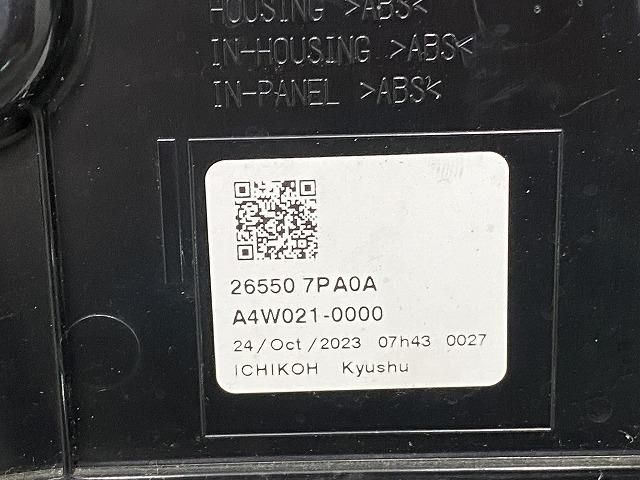 HOUSING >ABS<
IN-HOUSING >ABS<
IN-PANEL >ABS<
26550 7PA0A
A4W021-0000
24/Oct/2023 07h43 0027
ICHIKOH Kyushu